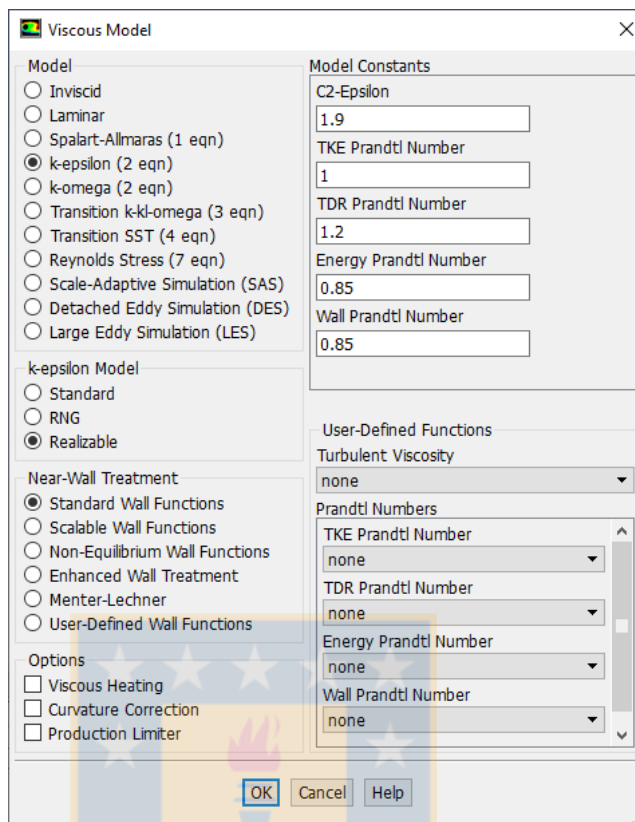 Viscous Model
Model
Inviscid
Laminar
Spalart-Allmaras (1 eqn)
k-epsilon (2 eqn)
k-omega (2 eqn)
Transition k-kl-omega (3 eqn)
Transition SST (4 eqn)
Reynolds Stress (7 eqn)
Scale-Adaptive Simulation (SAS)
Detached Eddy Simulation (DES)
Large Eddy Simulation (LES)
k-epsilon Model
Standard
RNG
Realizable
Near-Wall Treatment
Standard Wall Functions
Scalable Wall Functions
Non-Equilibrium Wall Functions
Enhanced Wall Treatment
Menter-Lechner
User-Defined Wall Functions
Options
Viscous Heating
Curvature Correction
Production Limiter
Model Constants
C2-Epsilon
1.9
TKE Prandtl Number
1
TDR Prandtl Number
1.2
Energy Prandtl Number
0.85
Wall Prandtl Number
0.85
User-Defined Functions
Turbulent Viscosity
none
Prandtl Numbers
TKE Prandtl Number
none
TDR Prandtl Number
none
Energy Prandtl Number
none
Wall Prandtl Number
none
OK Cancel Help